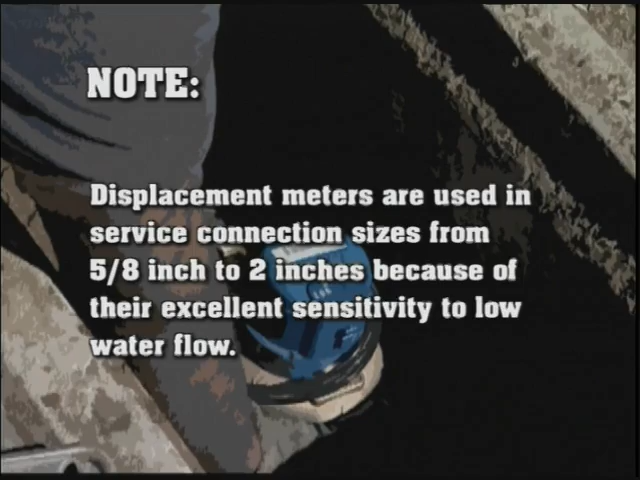 NOTE:
Displacement meters are used in
service connection sizes from
5/8 inch to 2 inches because of
their excellent sensitivity to low
water flow.